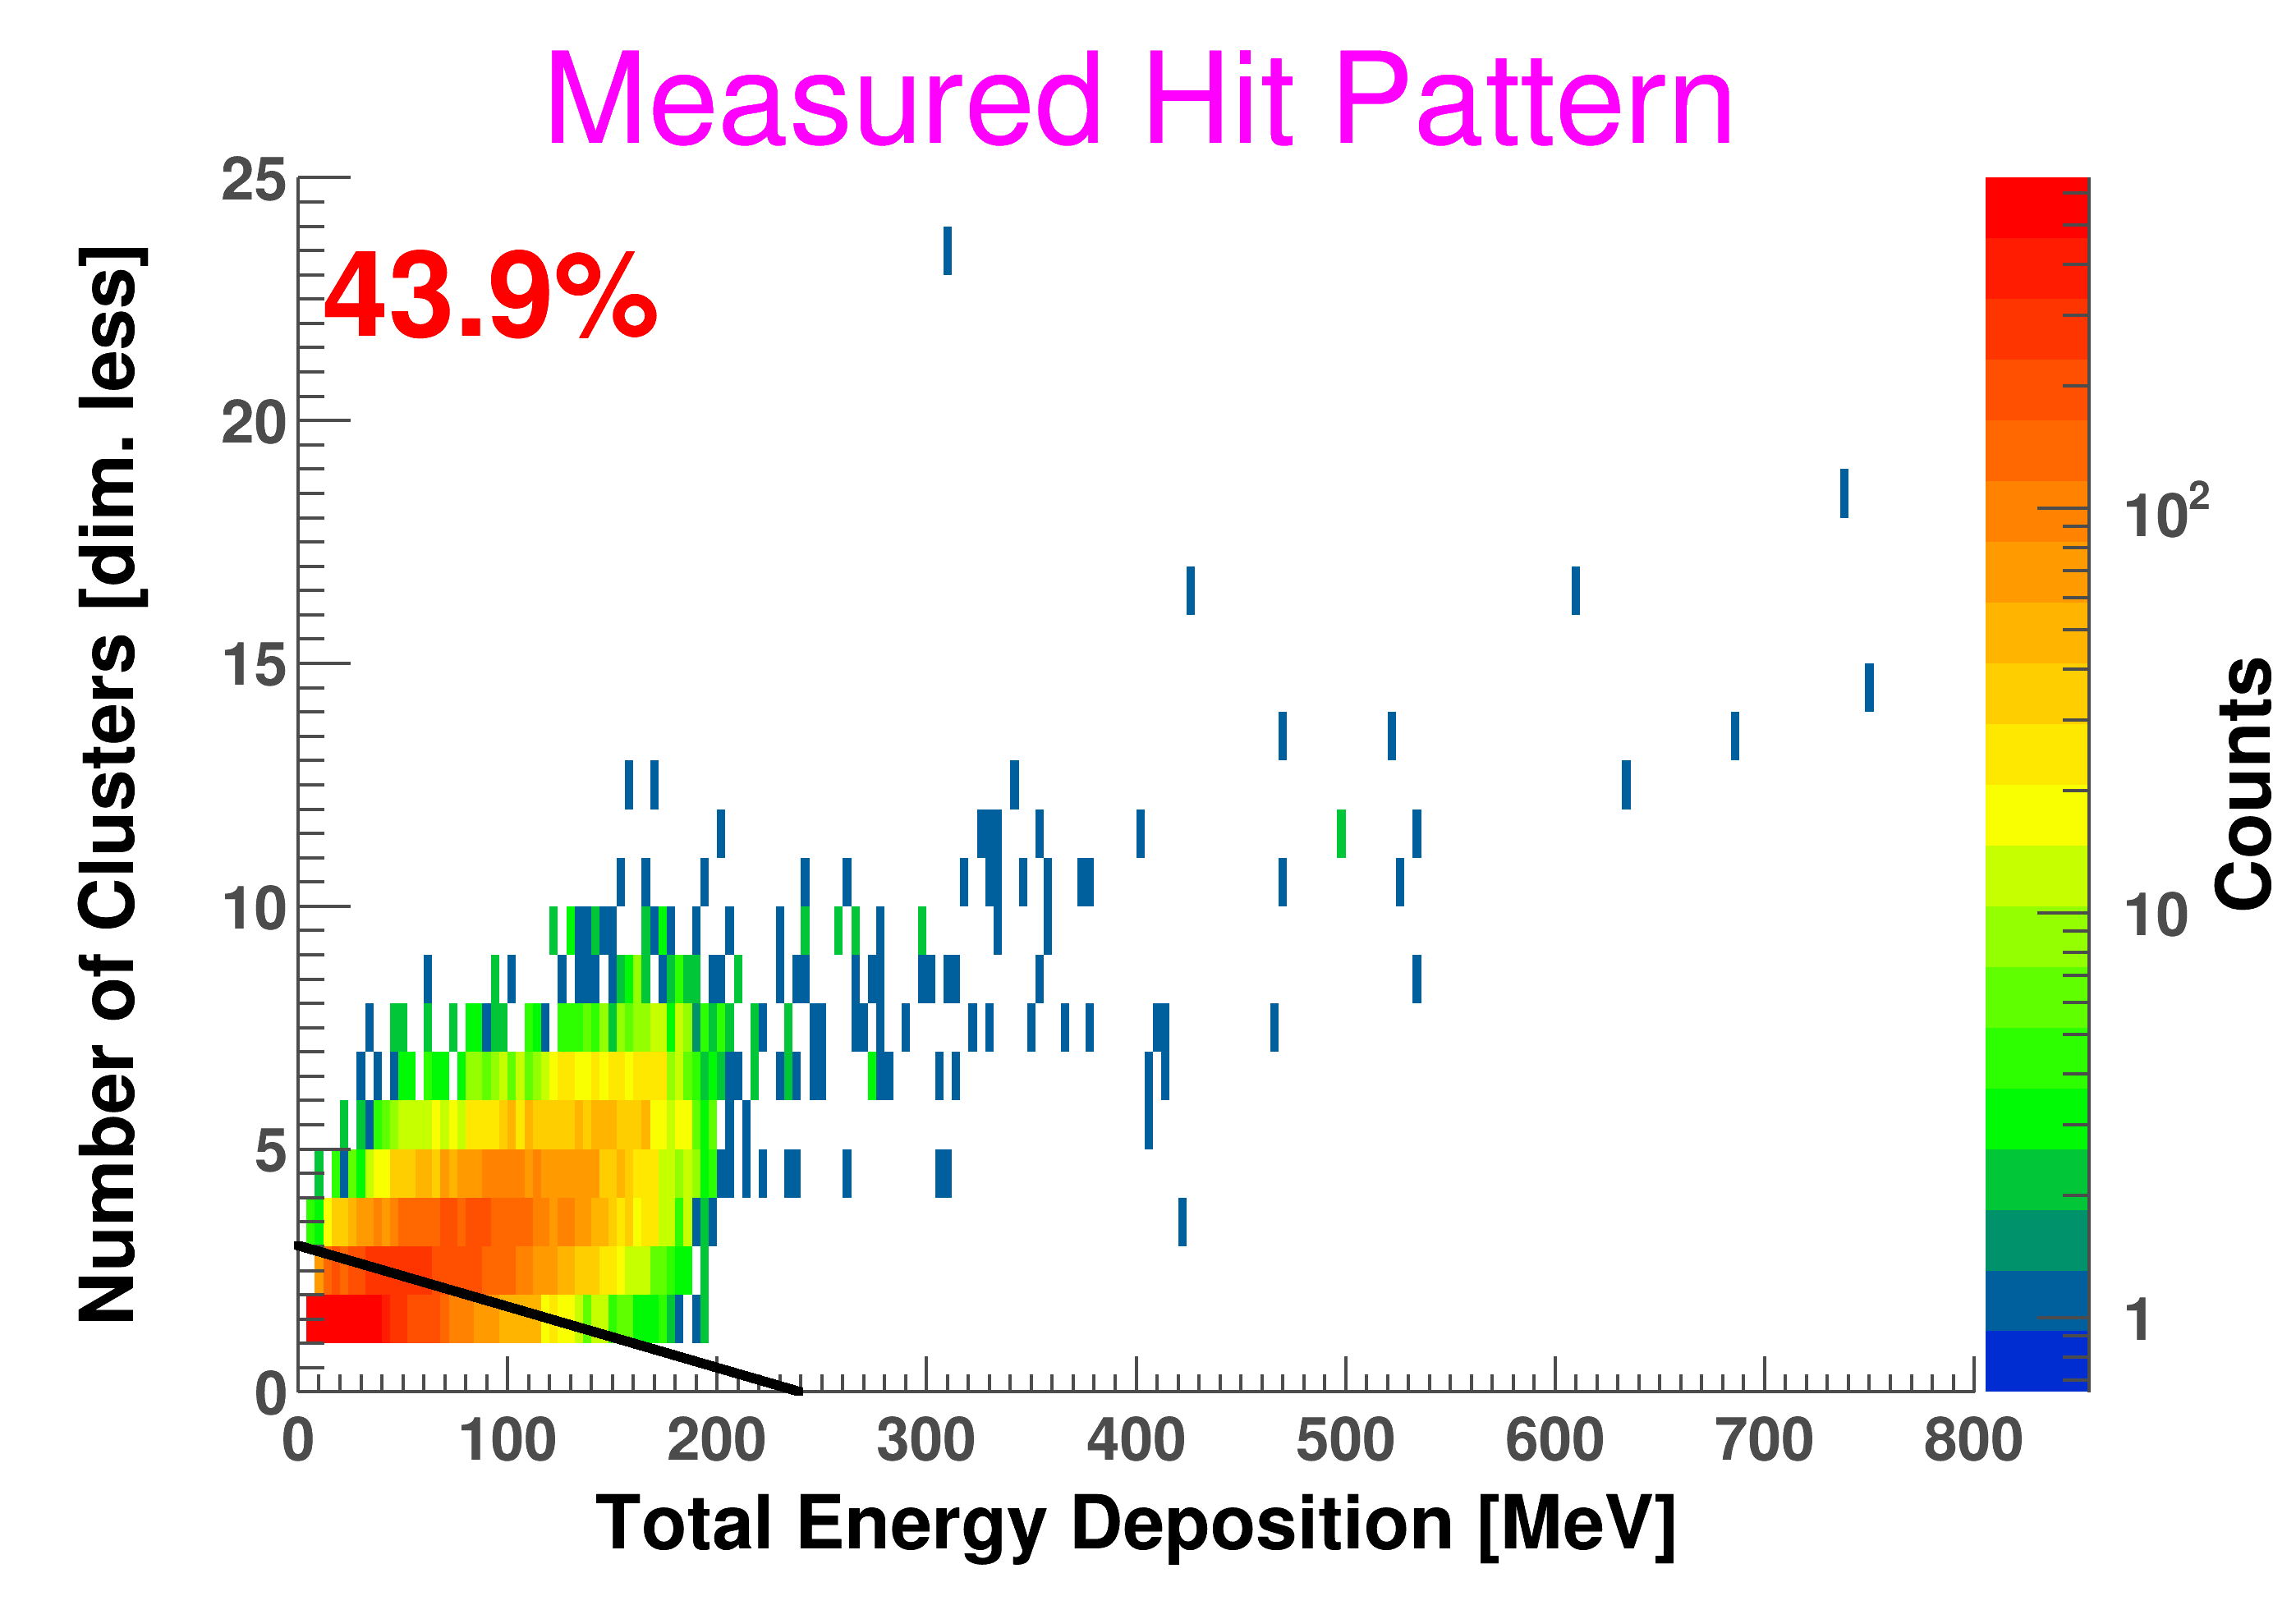 Measured Hit Pattern
43.9%
Number of Clusters [dim. less]
25
20
15
10
5
0
0 100 200 300 400 500 600 700 800
Total Energy Deposition [MeV]
10²
10
1
Counts